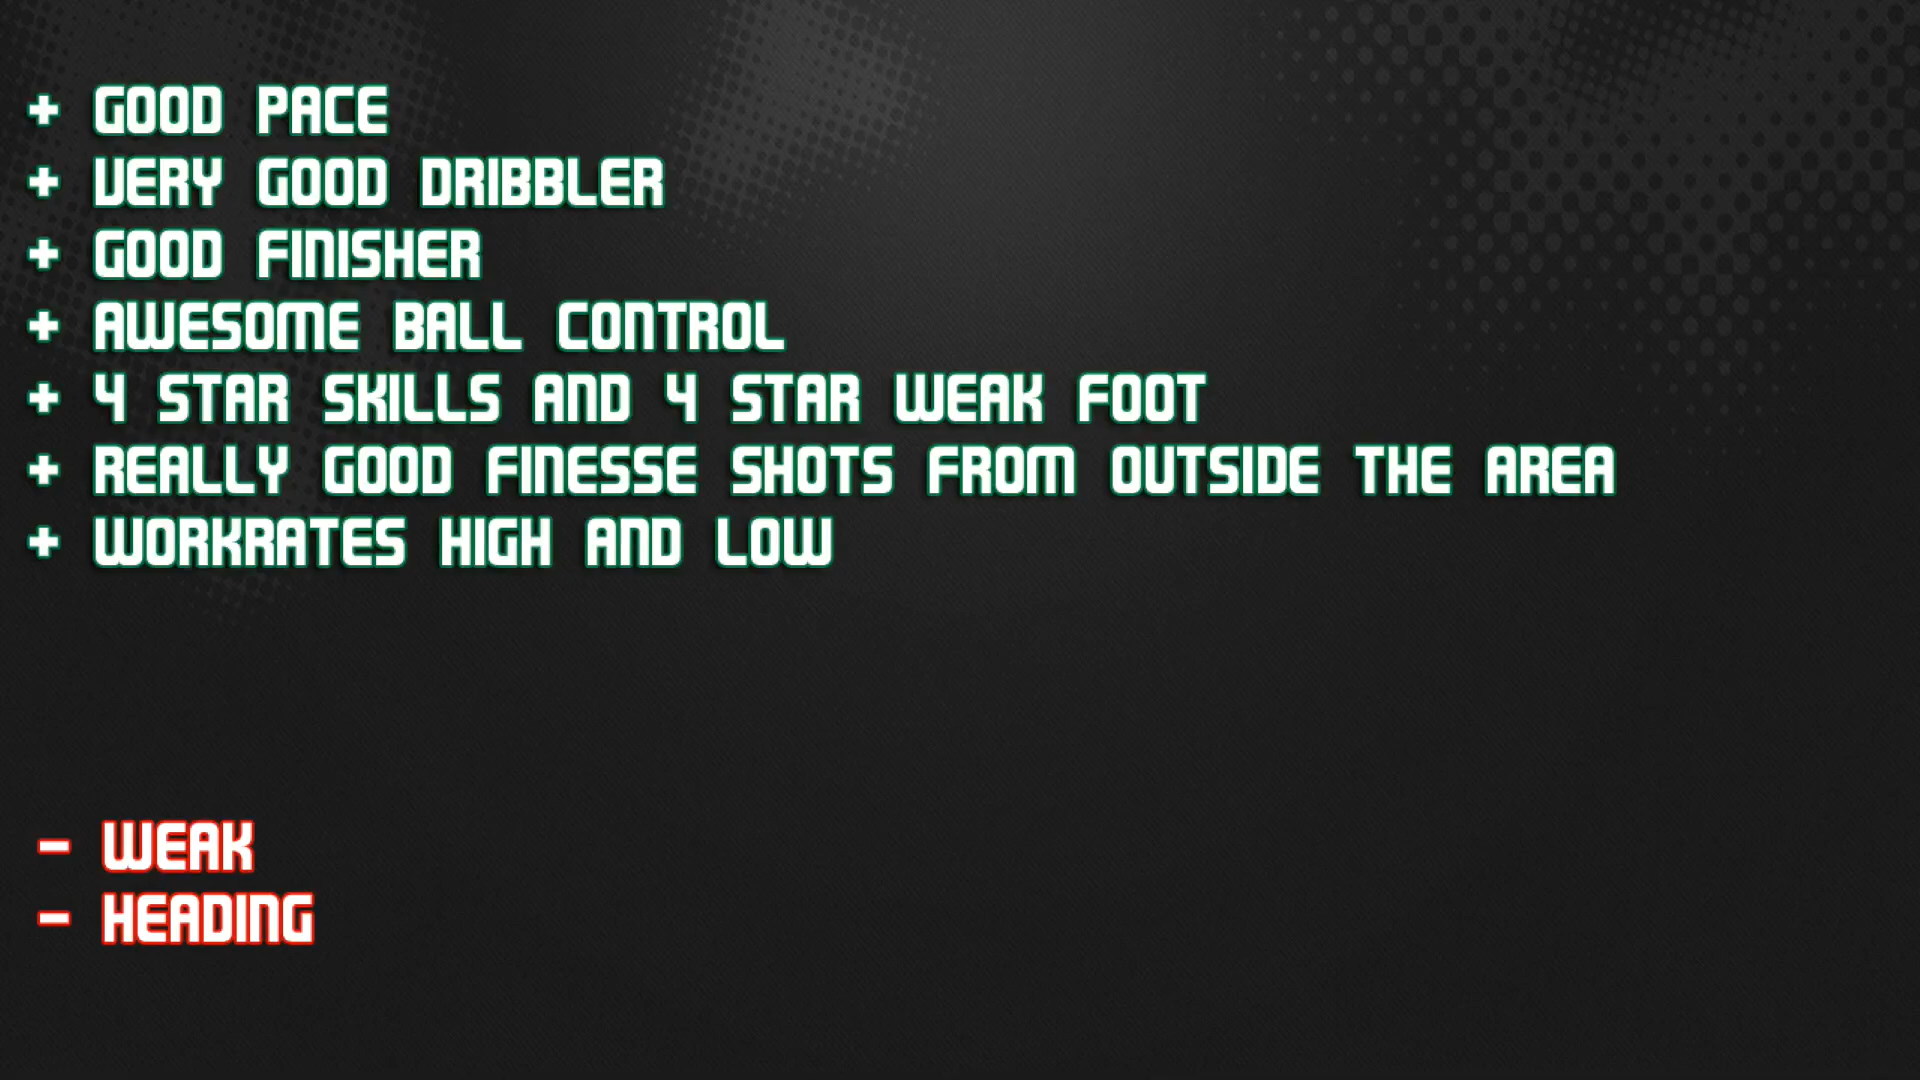 + GOOD PACE
+ VERY GOOD DRIBBLER
+ GOOD FINISHER
+ AWESOME BALL CONTROL
+ 4 STAR SKILLS AND 4 STAR WEAK FOOT
+ REALLY GOOD FINESSE SHOTS FROM OUTSIDE THE AREA
+ WORKRATES HIGH AND LOW
- WEAK
- HEADING